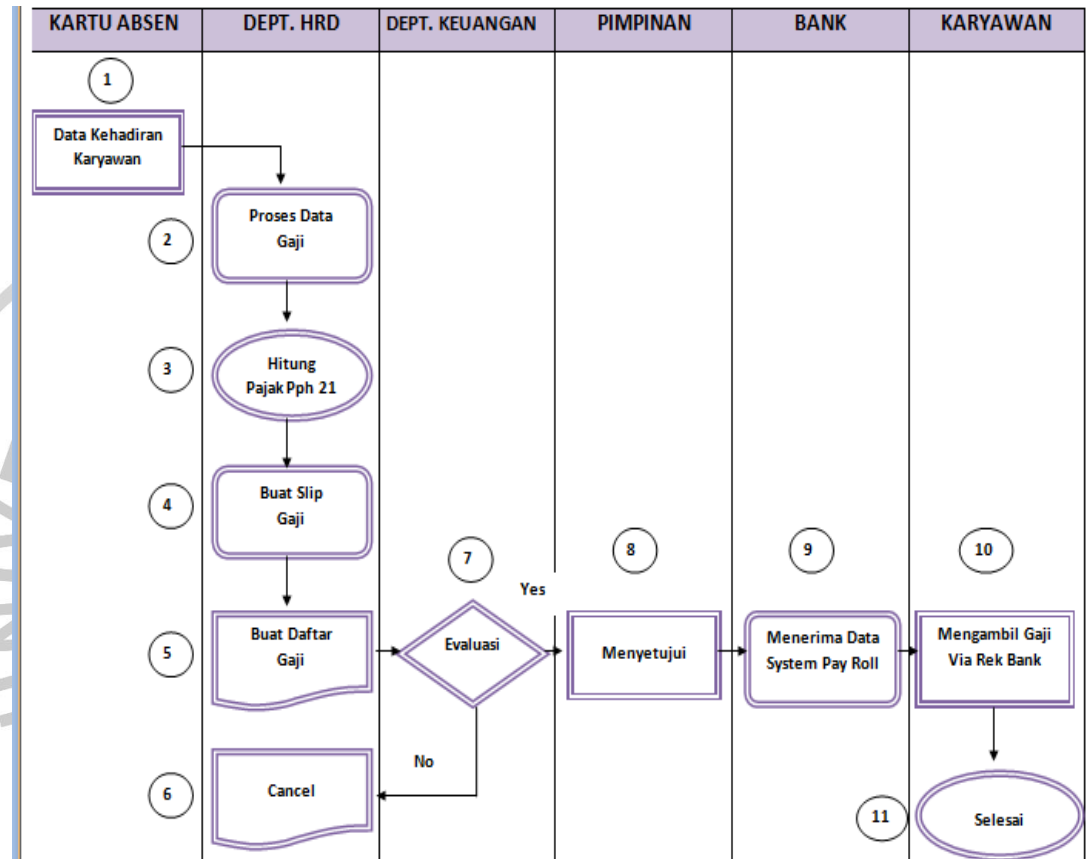 KARTU ABSEN
DEPT. HRD
DEPT. KEUANGAN
PIMPINAN
BANK
KARYAWAN
1
Data Kehadiran
Karyawan
2
Proses Data
Gaji
3
Hitung
Pajak Pph 21
4
Buat Slip
Gaji
5
Buat Daftar
Gaji
6
Cancel
7
Evaluasi
Yes
No
8
Menyetujui
9
Menerima Data
System Pay Roll
10
Mengambil Gaji
Via Rek Bank
11
Selesai